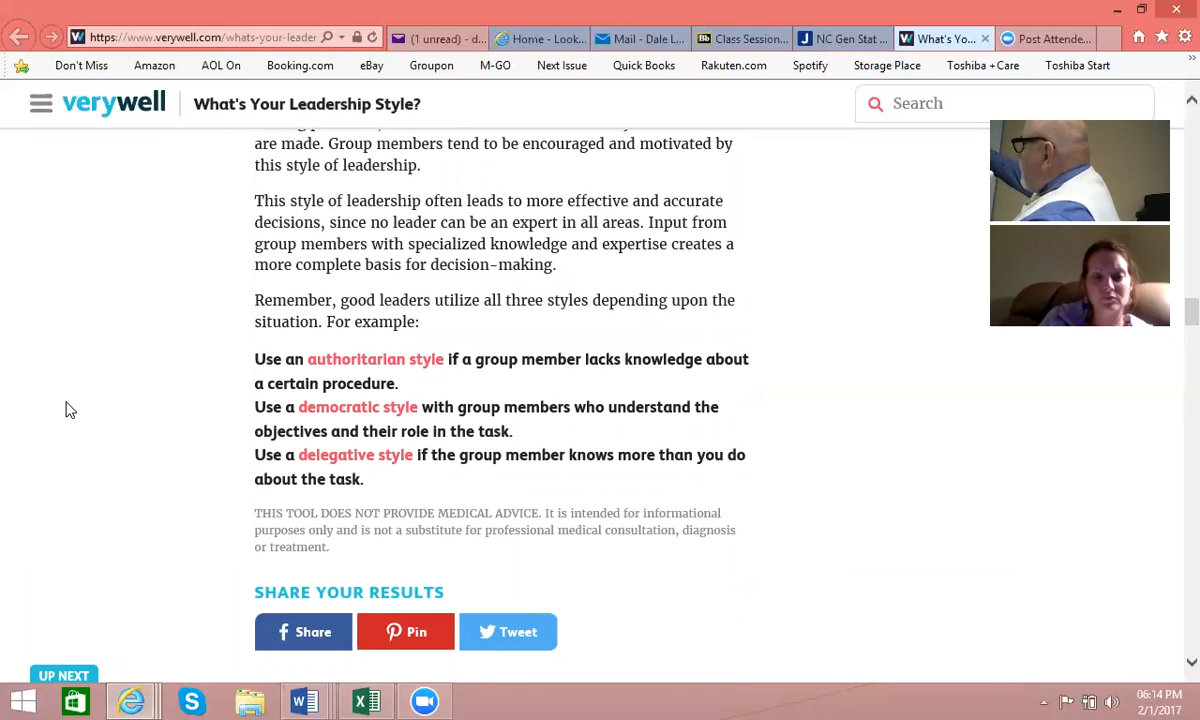 https://www.verywell.com/whats-your-leader
(1 unread) - d...
Home - Look...
Mail - Dale L...
Bb Class Session...
J NC Gen Stat ...
W What's Yo...
Post Attende...
Don't Miss
Amazon
AOL On
Booking.com
eBay
Groupon
M-GO
Next Issue
Quick Books
Rakuten.com
Spotify
Storage Place
Toshiba +Care
Toshiba Start
verywell
What's Your Leadership Style?
Search
are made. Group members tend to be encouraged and motivated by
this style of leadership.
This style of leadership often leads to more effective and accurate
decisions, since no leader can be an expert in all areas. Input from
group members with specialized knowledge and expertise creates a
more complete basis for decision-making.
Remember, good leaders utilize all three styles depending upon the
situation. For example:
Use an authoritarian style if a group member lacks knowledge about
a certain procedure.
Use a democratic style with group members who understand the
objectives and their role in the task.
Use a delegative style if the group member knows more than you do
about the task.
THIS TOOL DOES NOT PROVIDE MEDICAL ADVICE. It is intended for informational
purposes only and is not a substitute for professional medical consultation, diagnosis
or treatment.
SHARE YOUR RESULTS
Share
Pin
Tweet
UP NEXT
06:14 PM
2/1/2017